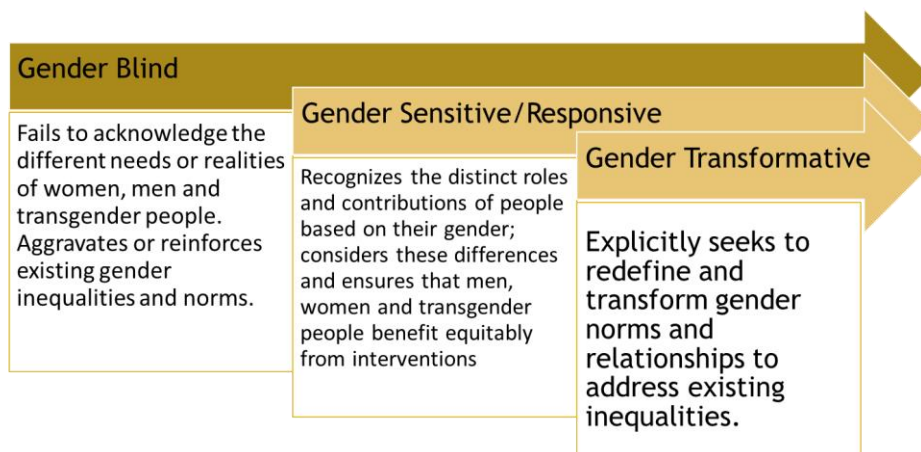 Gender Blind
Fails to acknowledge the
different needs or realities
of women, men and
transgender people.
Aggravates or reinforces
existing gender
inequalities and norms.
Gender Sensitive/Responsive
Recognizes the distinct roles
and contributions of people
based on their gender;
considers these differences
and ensures that men,
women and transgender
people benefit equitably
from interventions
Gender Transformative
Explicitly seeks to
redefine and
transform gender
norms and
relationships to
address existing
inequalities.